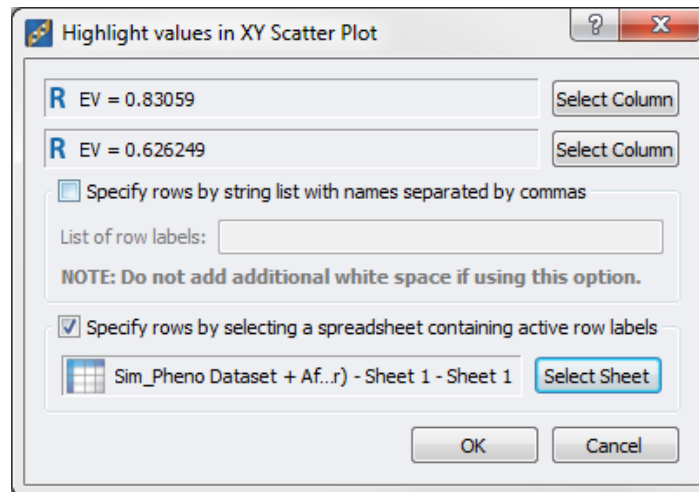 Highlight values in XY Scatter Plot
R EV = 0.83059 Select Column
R EV = 0.626249 Select Column
Specify rows by string list with names separated by commas
List of row labels:
NOTE: Do not add additional white space if using this option.
Specify rows by selecting a spreadsheet containing active row labels
Sim_Pheno Dataset + Af...r) - Sheet 1 - Sheet 1 Select Sheet
OK Cancel